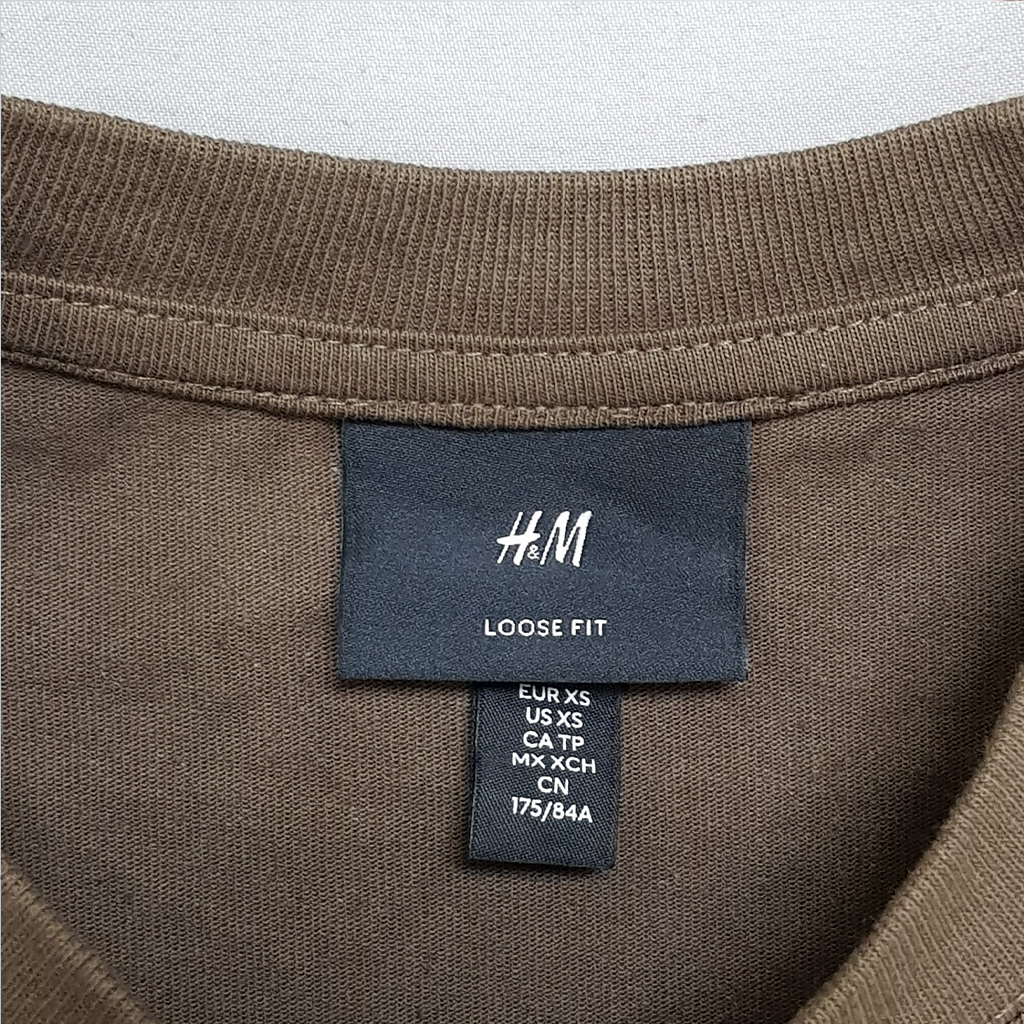 H&M
LOOSE FIT
EUR XS
US XS
CA TP
MX XCH
CN
175/84A